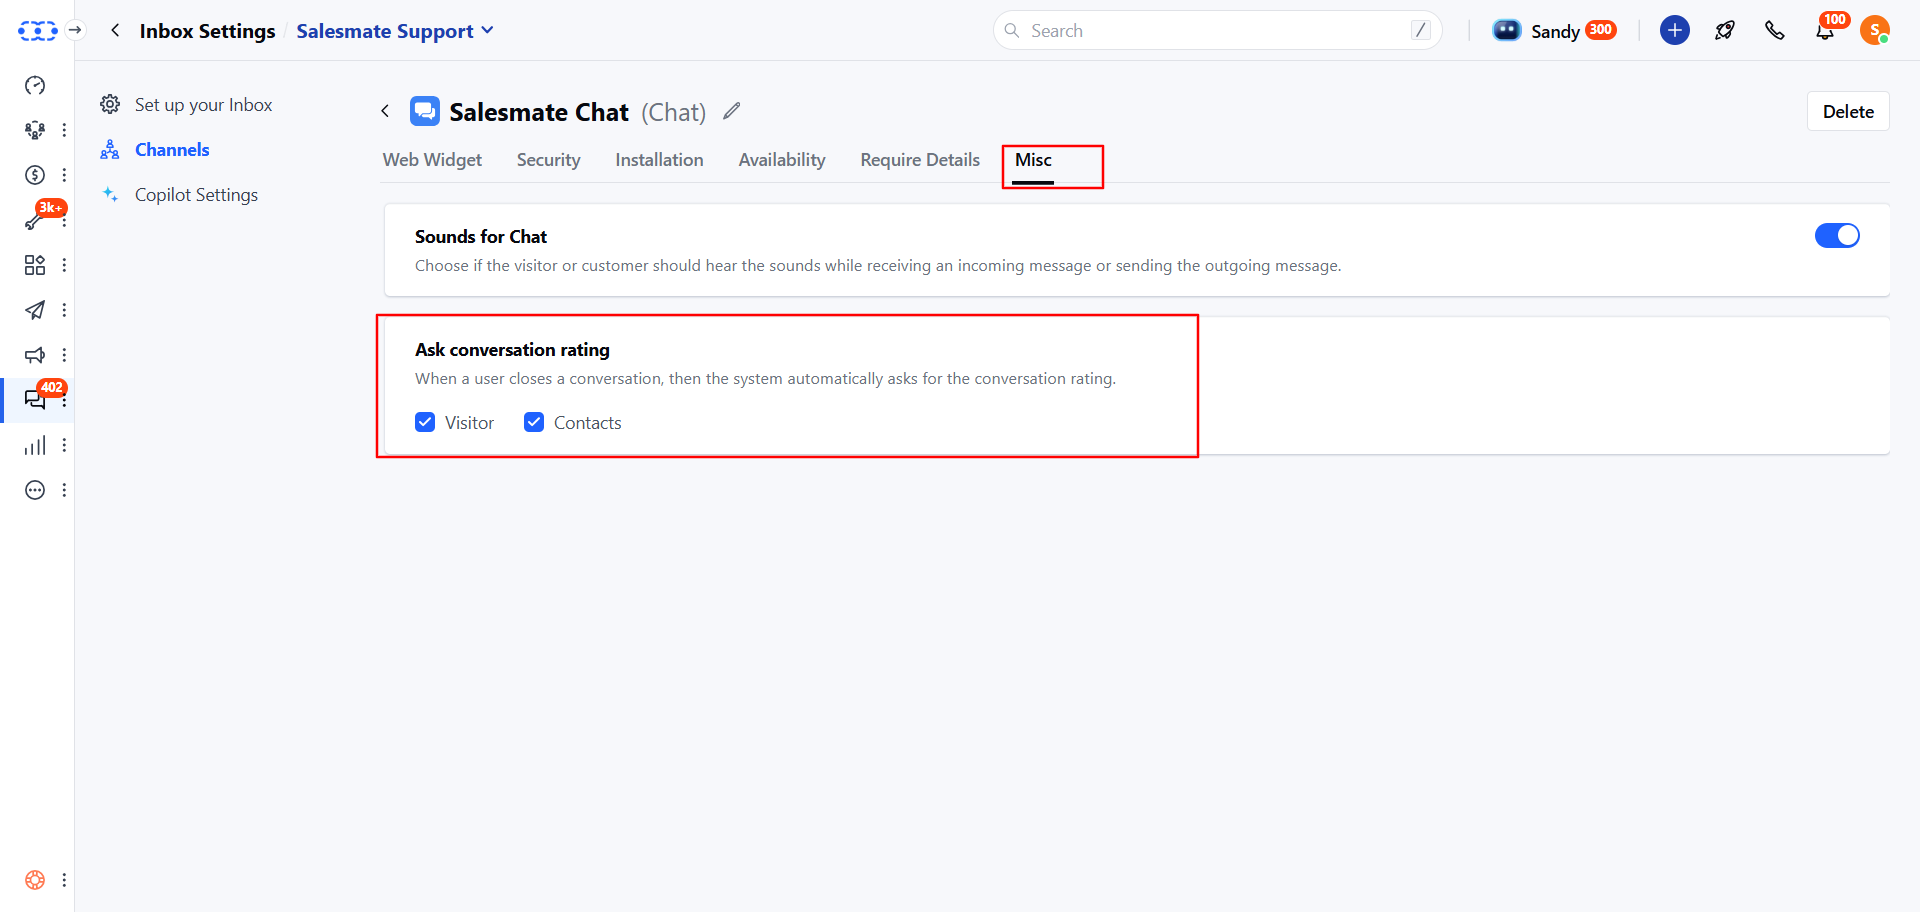 Inbox Settings / Salesmate Support
Search /
Sandy 300
100
S
3k+
402
Set up your Inbox
Channels
Copilot Settings
Salesmate Chat (Chat)
Delete
Web Widget Security Installation Availability Require Details Misc
Sounds for Chat
Choose if the visitor or customer should hear the sounds while receiving an incoming message or sending the outgoing message.
Ask conversation rating
When a user closes a conversation, then the system automatically asks for the conversation rating.
Visitor Contacts